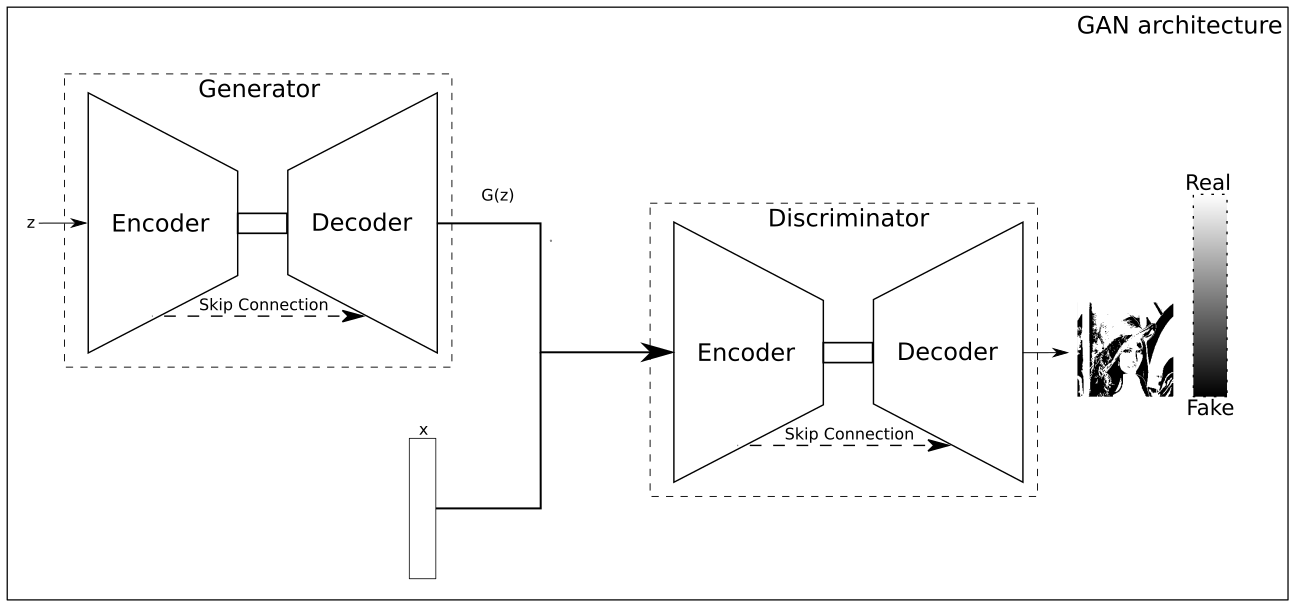 GAN architecture
Generator
z
Encoder
Decoder
Skip Connection
G(z)
x
Discriminator
Encoder
Decoder
Skip Connection
Real
Fake